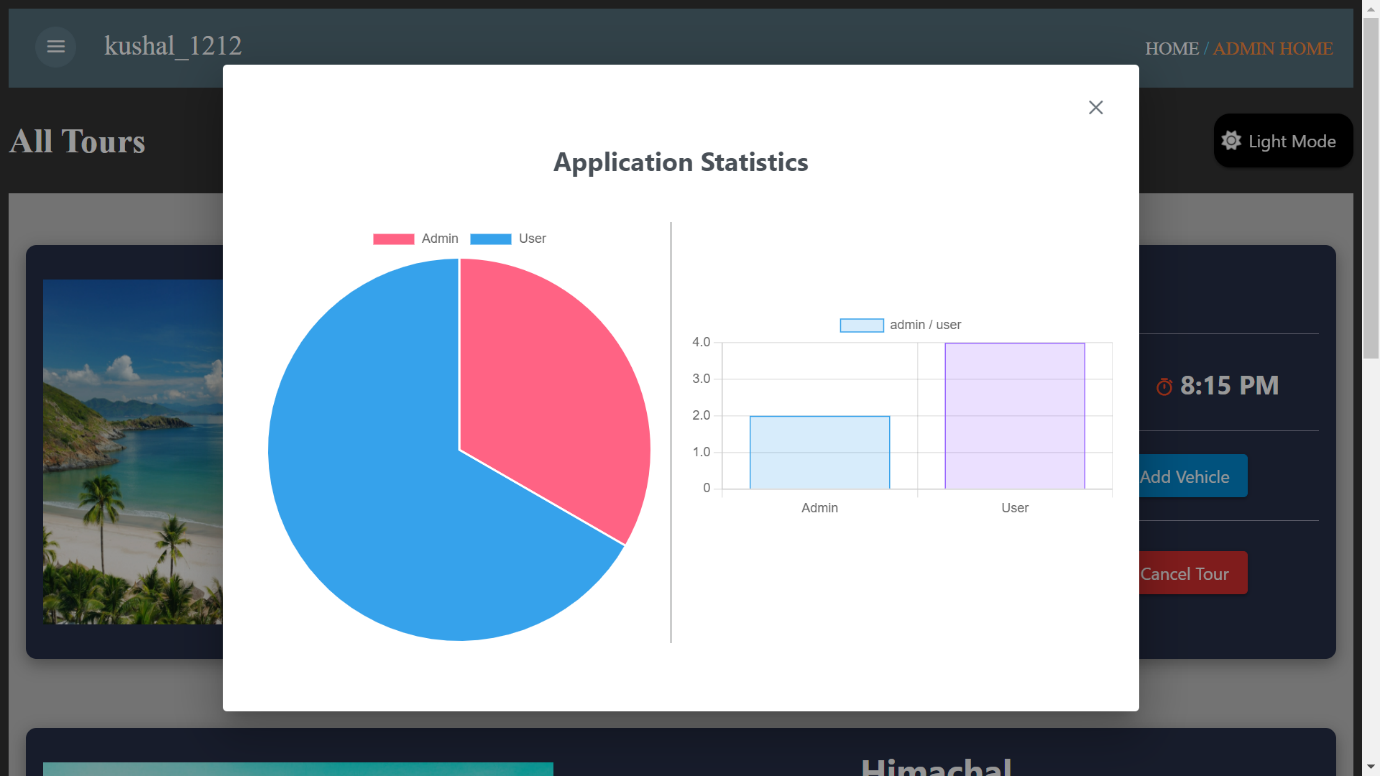 kushal_1212
HOME / ADMIN HOME
All Tours
Light Mode
Application Statistics
Admin User
admin / user
4.0
3.0
2.0
1.0
0
Admin User
8:15 PM
Add Vehicle
Cancel Tour
Himachal